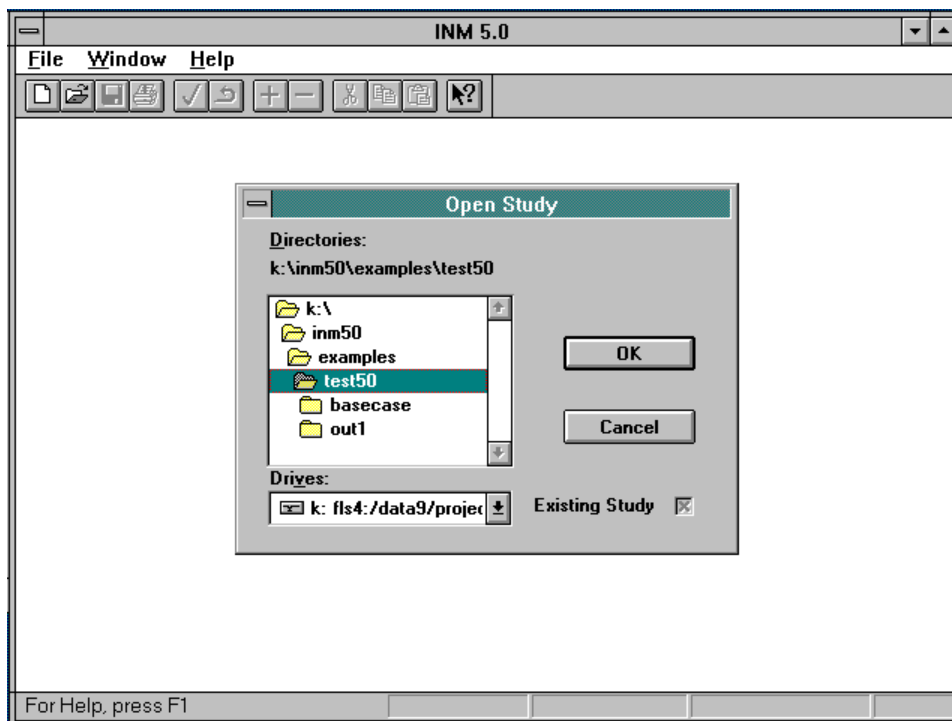 INM 5.0
File Window Help
Open Study
Directories:
k:\inm50\examples\test50
k:\
inm50
examples
test50
basecase
out1
OK
Cancel
Drives:
k: fls4:/data9/projec
Existing Study
For Help, press F1